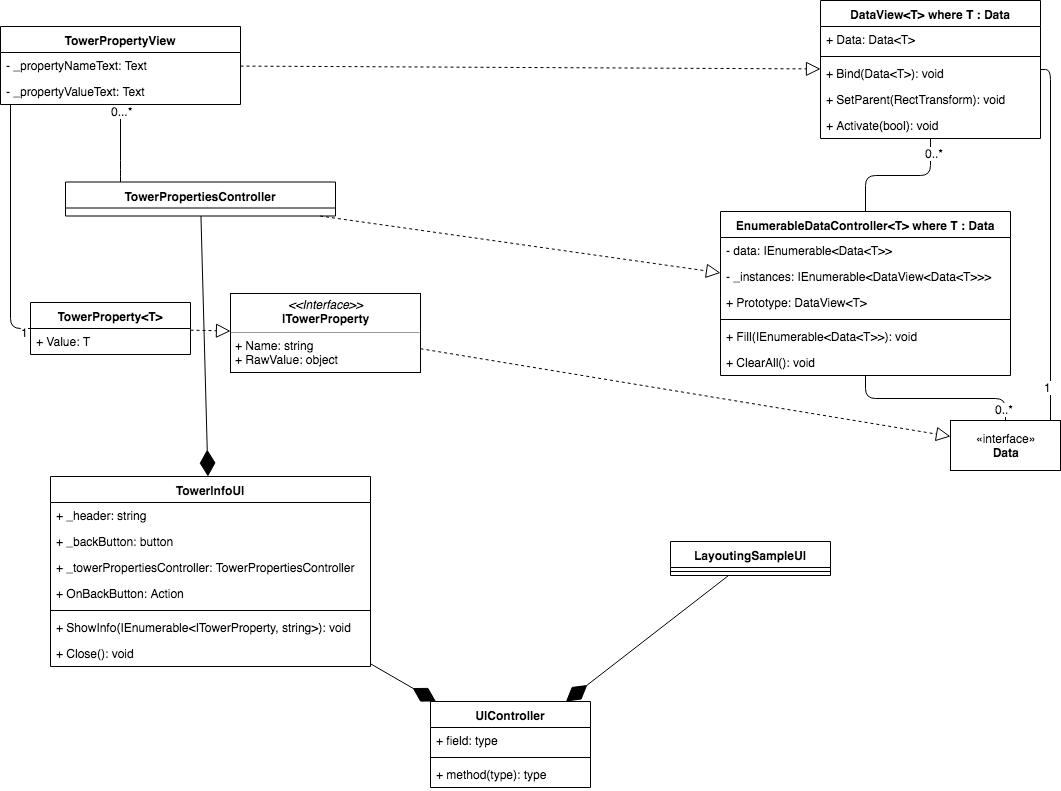 TowerPropertyView
- _propertyNameText: Text
- _propertyValueText: Text
0...*
DataView<T> where T : Data
+ Data: Data<T>
+ Bind(Data<T>): void
+ SetParent(RectTransform): void
+ Activate(bool): void
0..*
TowerPropertiesController
EnumerableDataController<T> where T : Data
- data: IEnumerable<Data<T>>
- _instances: IEnumerable<DataView<Data<T>>>
+ Prototype: DataView<T>
+ Fill(IEnumerable<Data<T>>): void
+ ClearAll(): void
1
TowerProperty<T>
+ Value: T
<<Interface>>
ITowerProperty
+ Name: string
+ RawValue: object
1
0..*
«interface»
Data
TowerInfoUI
+ _header: string
+ _backButton: button
+ _towerPropertiesController: TowerPropertiesController
+ OnBackButton: Action
+ ShowInfo(IEnumerable<ITowerProperty, string>): void
+ Close(): void
LayoutingSampleUI
UIController
+ field: type
+ method(type): type